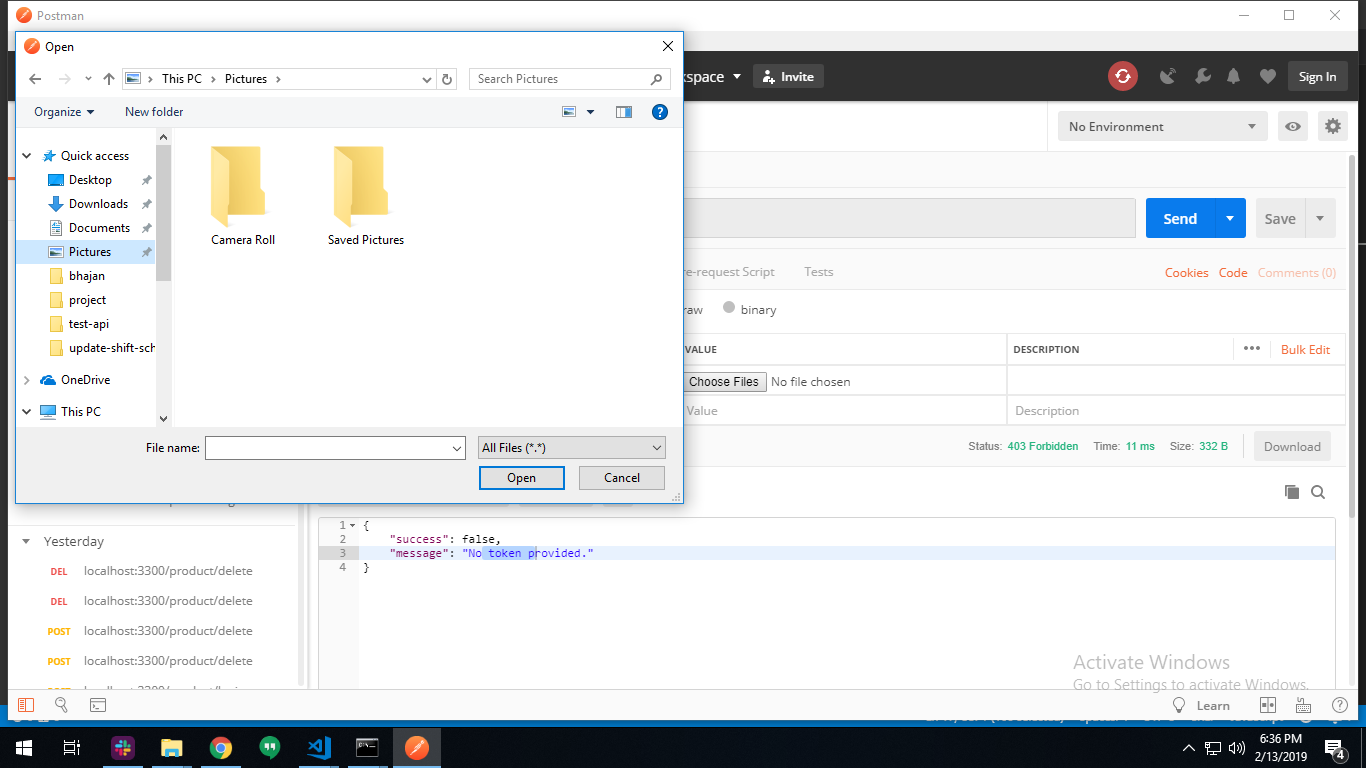 Postman
Open
This PC
Pictures
Search Pictures
kspace
Invite
Sign In
Organize
New folder
No Environment
Quick access
Desktop
Downloads
Documents
Pictures
bhajan
project
test-api
update-shift-sch
OneDrive
This PC
Camera Roll
Saved Pictures
Send
Save
re-request Script
Tests
Cookies
Code
Comments (0)
raw
binary
VALUE
DESCRIPTION
Bulk Edit
Choose Files
No file chosen
Value
Description
File name:
All Files (*.*)
Open
Cancel
Status: 403 Forbidden
Time: 11 ms
Size: 332 B
Download
1 {
2 "success": false,
3 "message": "No token provided."
4 }
Yesterday
DEL localhost:3300/product/delete
DEL localhost:3300/product/delete
POST localhost:3300/product/delete
POST localhost:3300/product/delete
Activate Windows
Go to Settings to activate Windows.
Learn
6:36 PM
2/13/2019
4